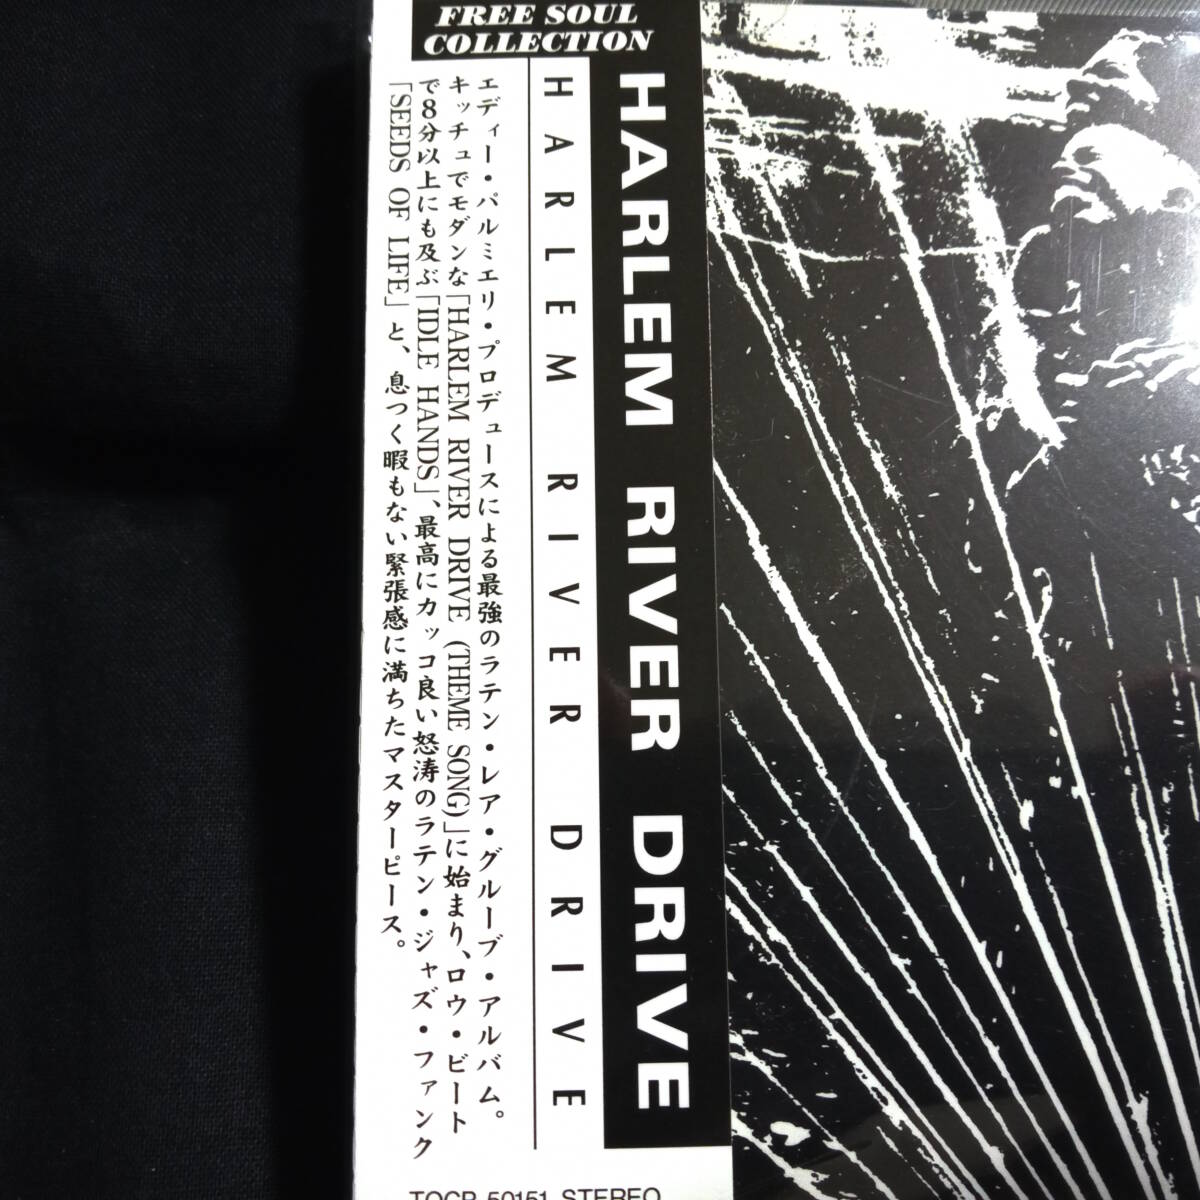 FREE SOUL
COLLECTION
HARLEM RIVER DRIVE
HARLEM RIVER DRIVE
エディー・パルミエリ・プロデュースによる最強のラテン・レア・グルーブ・アルバム。
キッチュでモダンな「HARLEM RIVER DRIVE (THEME SONG)」に始まり、ロウ・ビート
で8分以上にも及ぶ「IDLE HANDS」、最高にカッコ良い怒涛のラテン・ジャズ・ファンク
「SEEDS OF LIFE」と、息つく暇もない緊張感に満ちたマスターピース。
TOCP-50151 STEREO